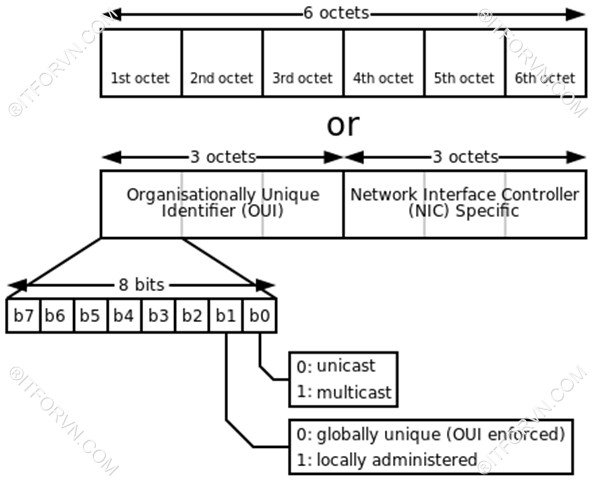 6 octets
1st octet 2nd octet 3rd octet 4th octet 5th octet 6th octet
or
3 octets 3 octets
Organisationally Unique
Identifier (OUI)
Network Interface Controller
(NIC) Specific
8 bits
b7 b6 b5 b4 b3 b2 b1 b0
0: unicast
1: multicast
0: globally unique (OUI enforced)
1: locally administered
®ITFORVN.COM
®ITFORVN.COM
®ITFORVN.COM
®ITFORVN.COM